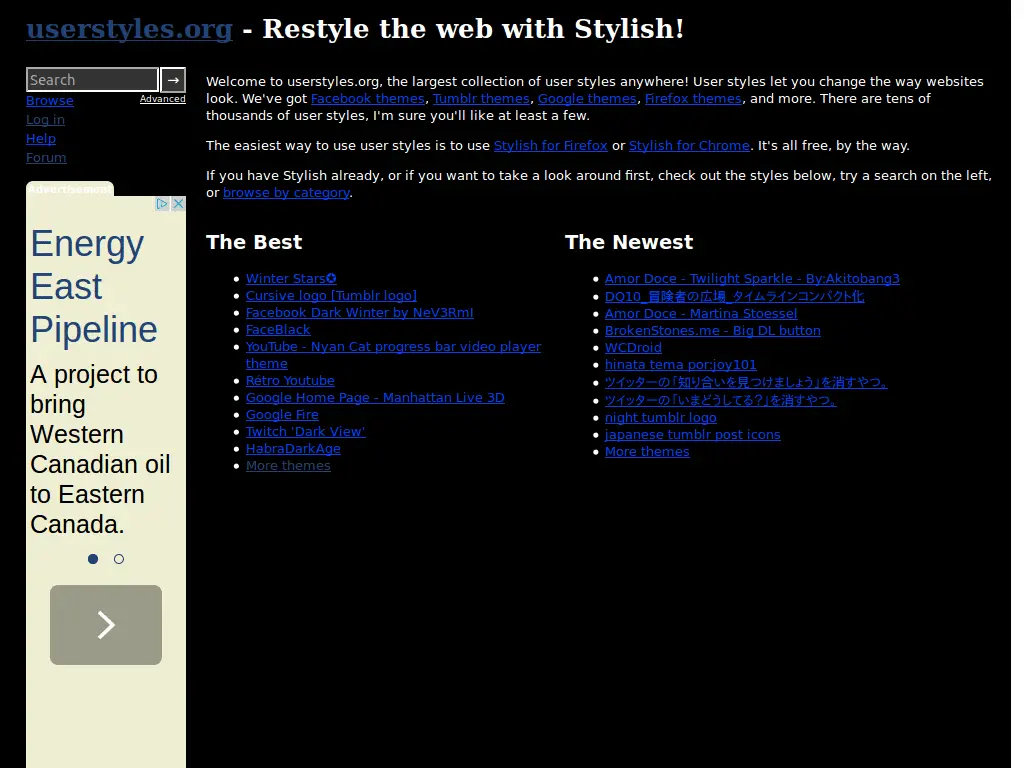 userstyles.org - Restyle the web with Stylish!
Search →
Browse Advanced
Log in
Help
Forum
Advertisement
Energy
East
Pipeline
A project to
bring
Western
Canadian oil
to Eastern
Canada.
Welcome to userstyles.org, the largest collection of user styles anywhere! User styles let you change the way websites
look. We've got Facebook themes, Tumblr themes, Google themes, Firefox themes, and more. There are tens of
thousands of user styles, I'm sure you'll like at least a few.
The easiest way to use user styles is to use Stylish for Firefox or Stylish for Chrome. It's all free, by the way.
If you have Stylish already, or if you want to take a look around first, check out the styles below, try a search on the left,
or browse by category.
The Best
Winter Stars✪
Cursive logo [Tumblr logo]
Facebook Dark Winter by NeV3RmI
FaceBlack
YouTube - Nyan Cat progress bar video player
theme
Rétro Youtube
Google Home Page - Manhattan Live 3D
Google Fire
Twitch 'Dark View'
HabraDarkAge
More themes
The Newest
Amor Doce - Twilight Sparkle - By:Akitobang3
DQ10_冒険者の広場_タイムラインコンパクト化
Amor Doce - Martina Stoessel
BrokenStones.me - Big DL button
WCDroid
hinata tema por:joy101
ツイッターの「知り合いを見つけましょう」を消すやつ。
ツイッターの「いまどうしてる?」を消すやつ。
night tumblr logo
japanese tumblr post icons
More themes